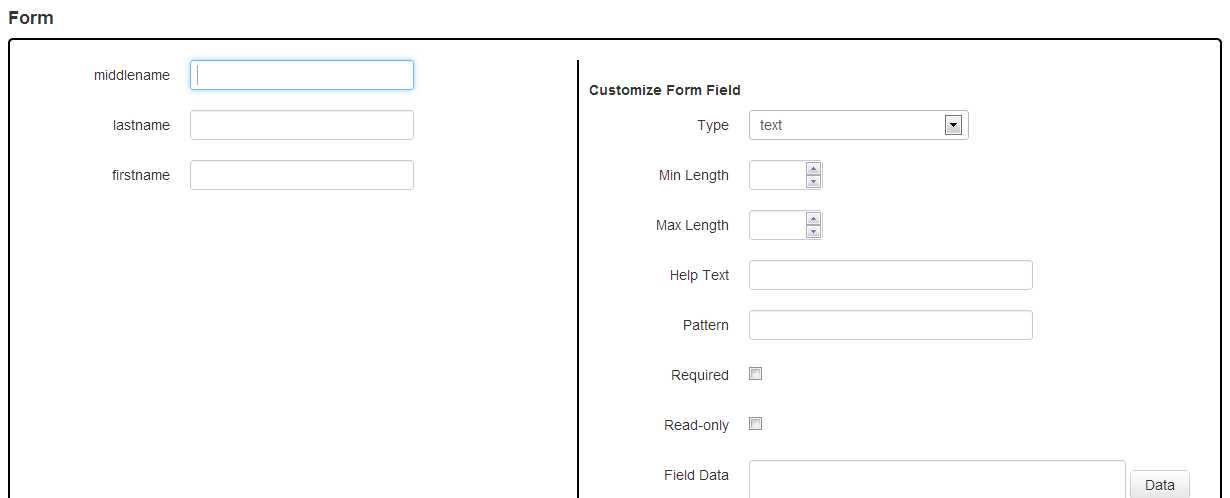 Form
middlename
lastname
firstname
Customize Form Field
Type text
Min Length
Max Length
Help Text
Pattern
Required
Read-only
Field Data Data